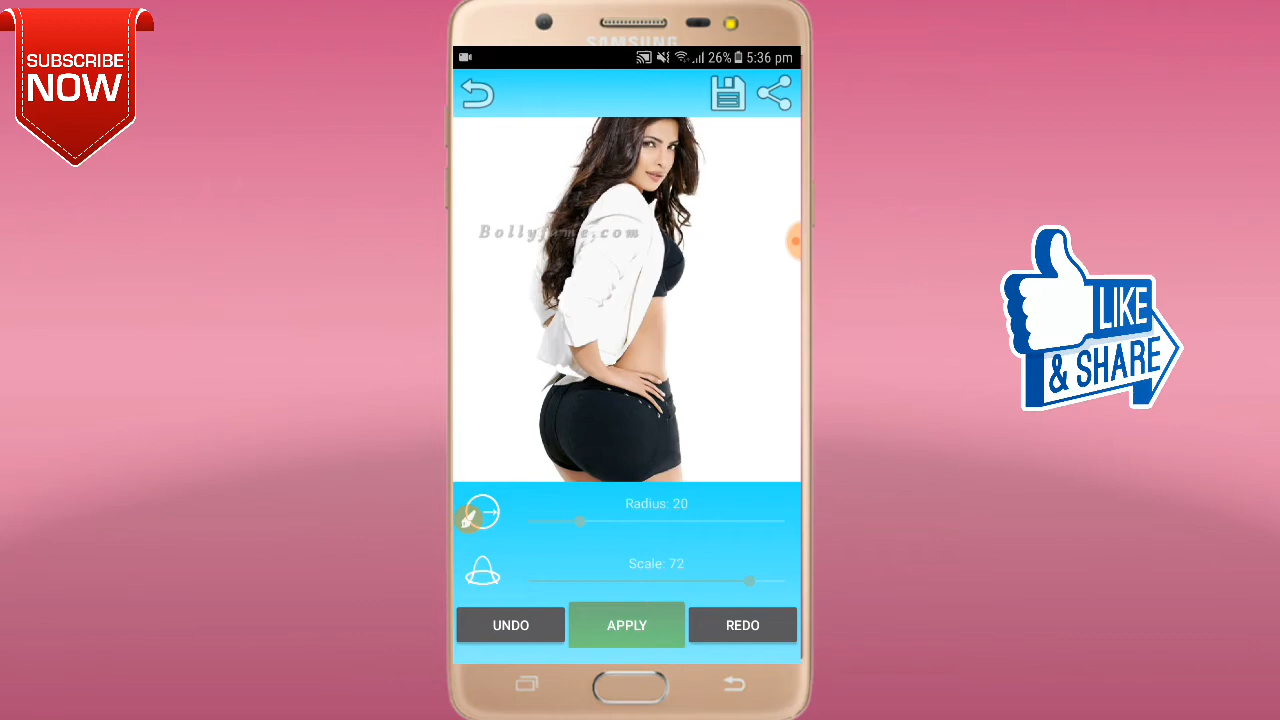 SUBSCRIBE
NOW
SAMSUNG
26% 5:36 pm
Bollyfame.com
LIKE
& SHARE
Radius: 20
Scale: 72
UNDO APPLY REDO